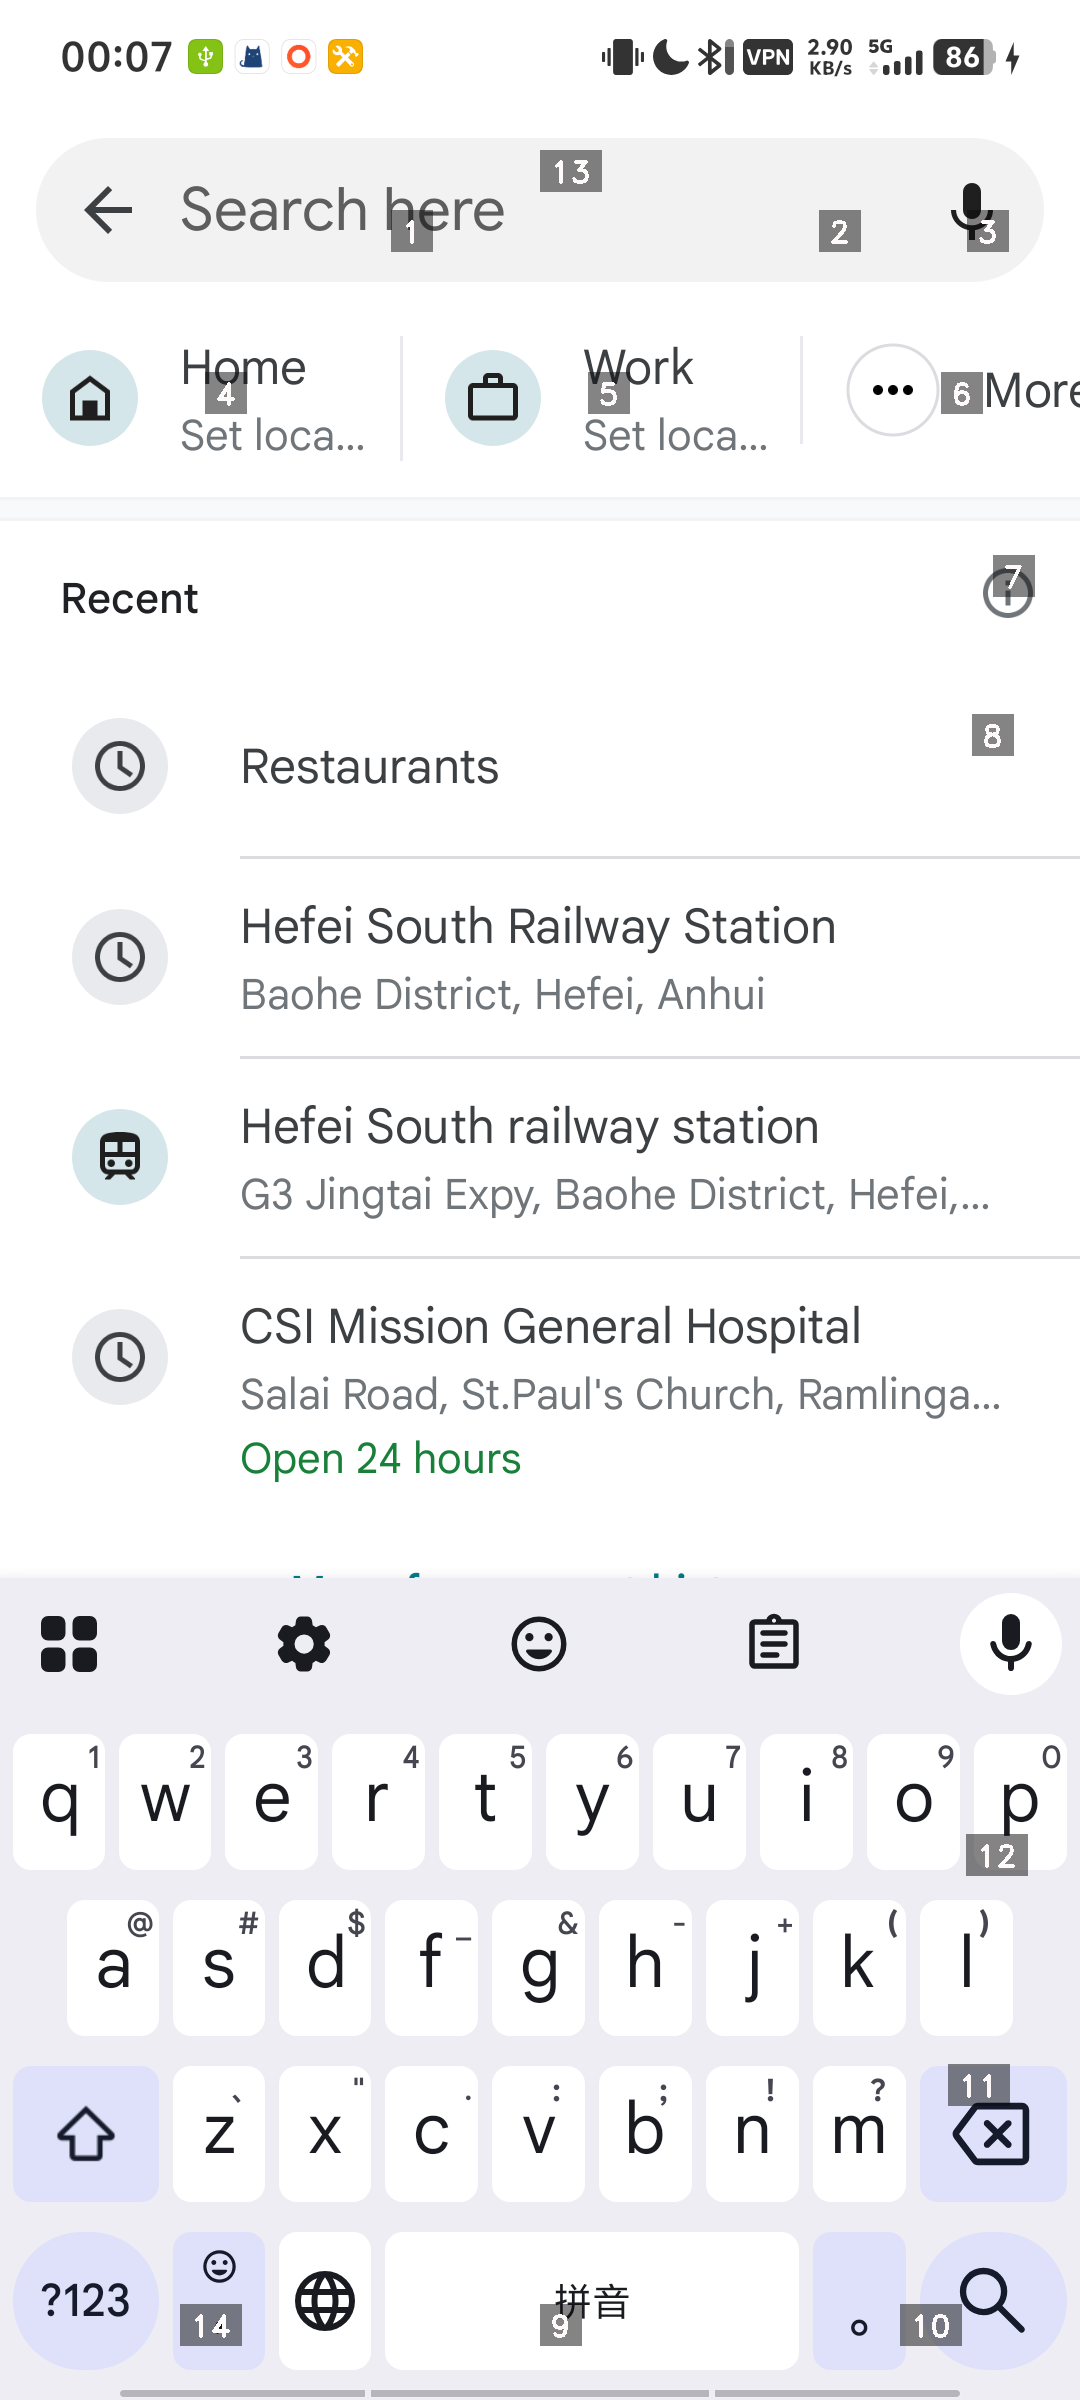 00:07 VPN 2.90 KB/s 5G 86
13
Search here
1 2 3
Home Work More
4 5 6
Set loca... Set loca...
7
Recent
8
Restaurants
Hefei South Railway Station
Baohe District, Hefei, Anhui
Hefei South railway station
G3 Jingtai Expy, Baohe District, Hefei,...
CSI Mission General Hospital
Salai Road, St.Paul's Church, Ramlinga...
Open 24 hours
1 2 3 4 5 6 7 8 9 0
q w e r t y u i o p
12
@ # $ _ & - + ( )
a s d f g h j k l
、 " . : ; ! ?
11
z x c v b n m
?123 拼音 。
14 9 10